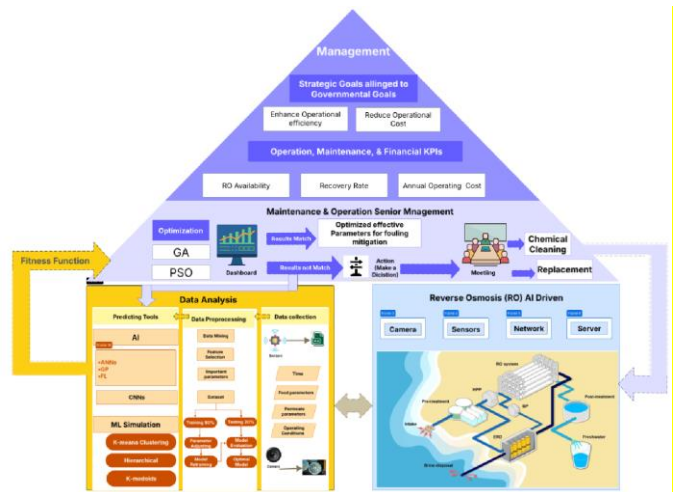 Management
Strategic Goals allinged to
Governmental Goals
Enhance Operational
efficiency
Reduce Operational
Cost
Operation, Maintenance, & Financial KPIs
RO Availability
Recovery Rate
Annual Operating Cost
Maintenance & Operation Senior Mnagement
Optimization
GA
PSO
Dashboard
Results Match
Optimized effective
Parameters for fouling
mitigation
Results not Match
Action
(Make a
Dicistion)
Meeting
Chemical
Cleaning
Replacement
Fitness Function
Data Analysis
Predicting Tools
Data Preprocessing
Data collection
AI
•ANNs
•GP
•FL
CNNs
ML Simulation
K-means Clustering
Hierarchical
K-medoids
Data Mining
Feature
Selection
Important
parameters
Dataset
Training 80%
Testing 20%
Parameter
Adjusting
Model
Evaluation
Model
Retraining
Optimal
Model
Sensors
Time
Feed parameters
Permeate
parameters
Operating
Conditions
Camera
Reverse Osmosis (RO) AI Driven
Camera
Sensors
Network
Server
RO system
Pre-treatment
HPP
BP
Post-treatment
Intake
ERD
Freshwater
Brine disposal